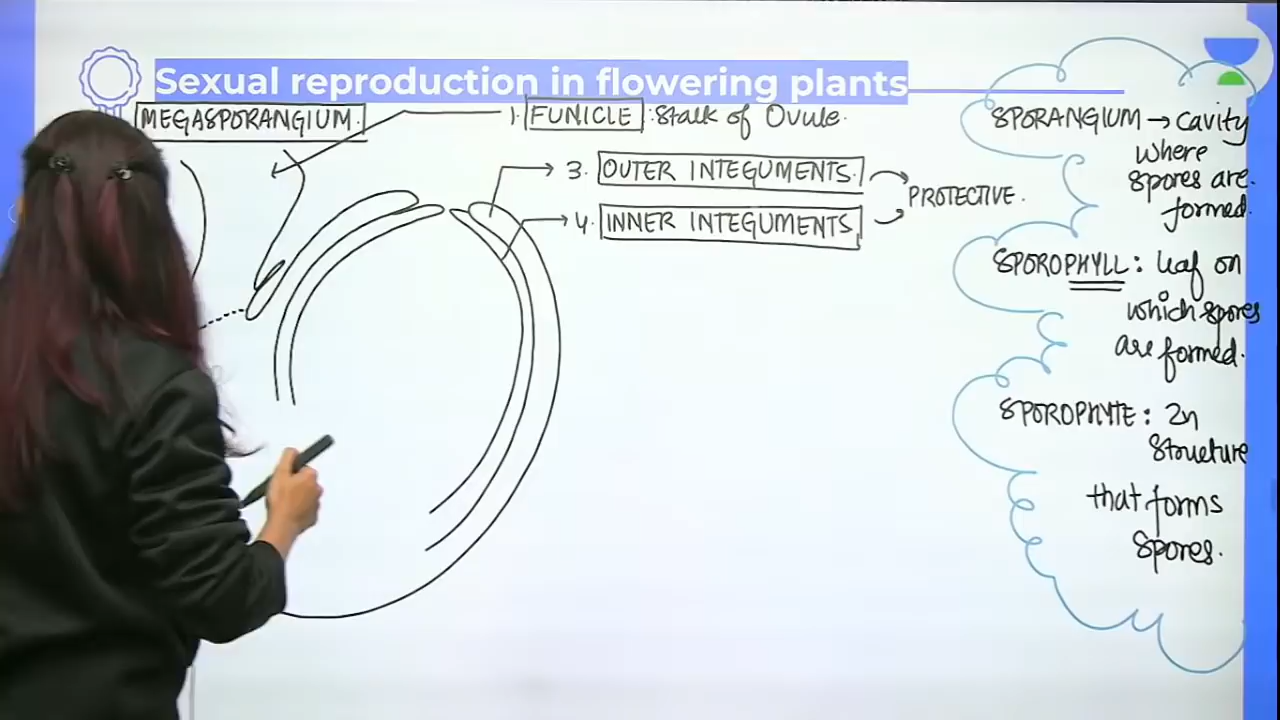 Sexual reproduction in flowering plants
MEGASPORANGIUM.
1. FUNICLE : Stalk of Ovule.
3. OUTER INTEGUMENTS.
4. INNER INTEGUMENTS
PROTECTIVE.
SPORANGIUM → cavity
where
spores are
formed.
SPOROPHYLL: leaf on
which spores
are formed.
SPOROPHYTE: 2n
Structure
that forms
spores.